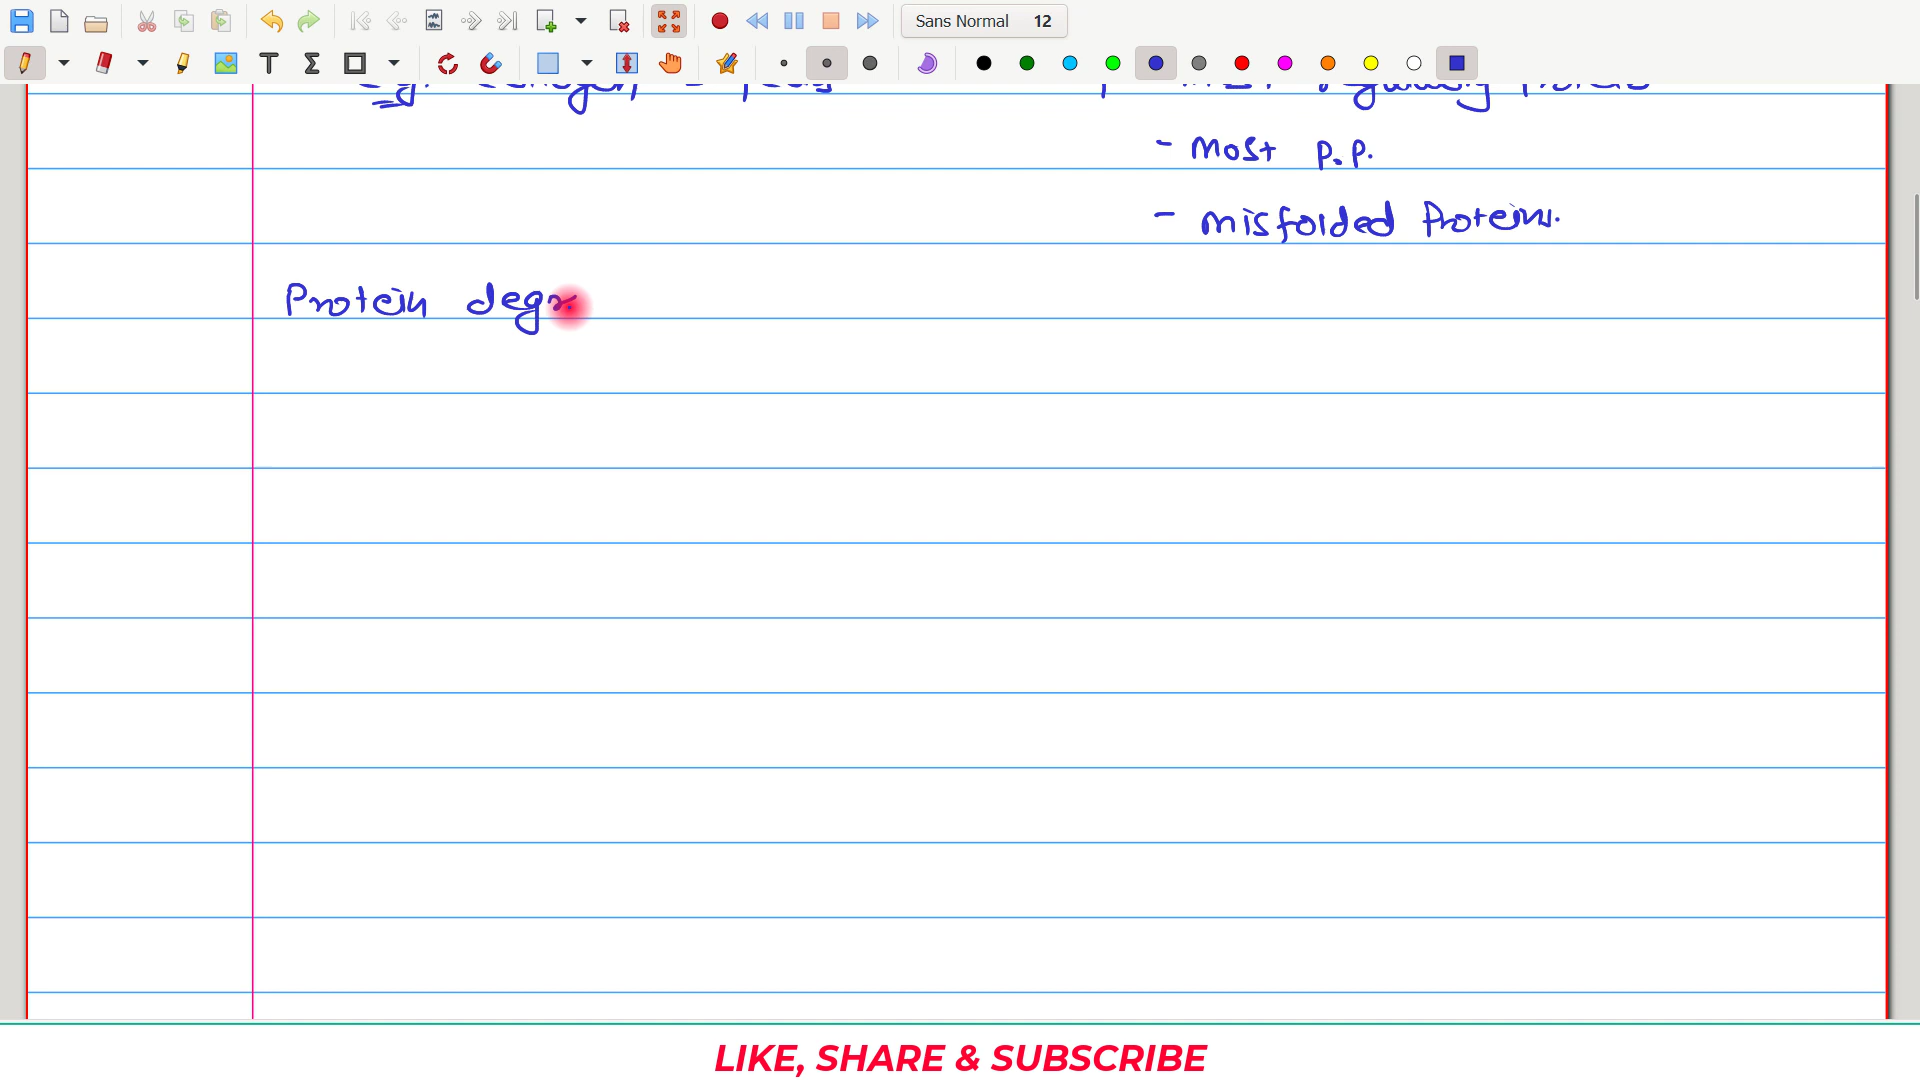 Sans Normal 12
- most p.p.
- misfolded Proteins.
Protein degr
LIKE, SHARE & SUBSCRIBE